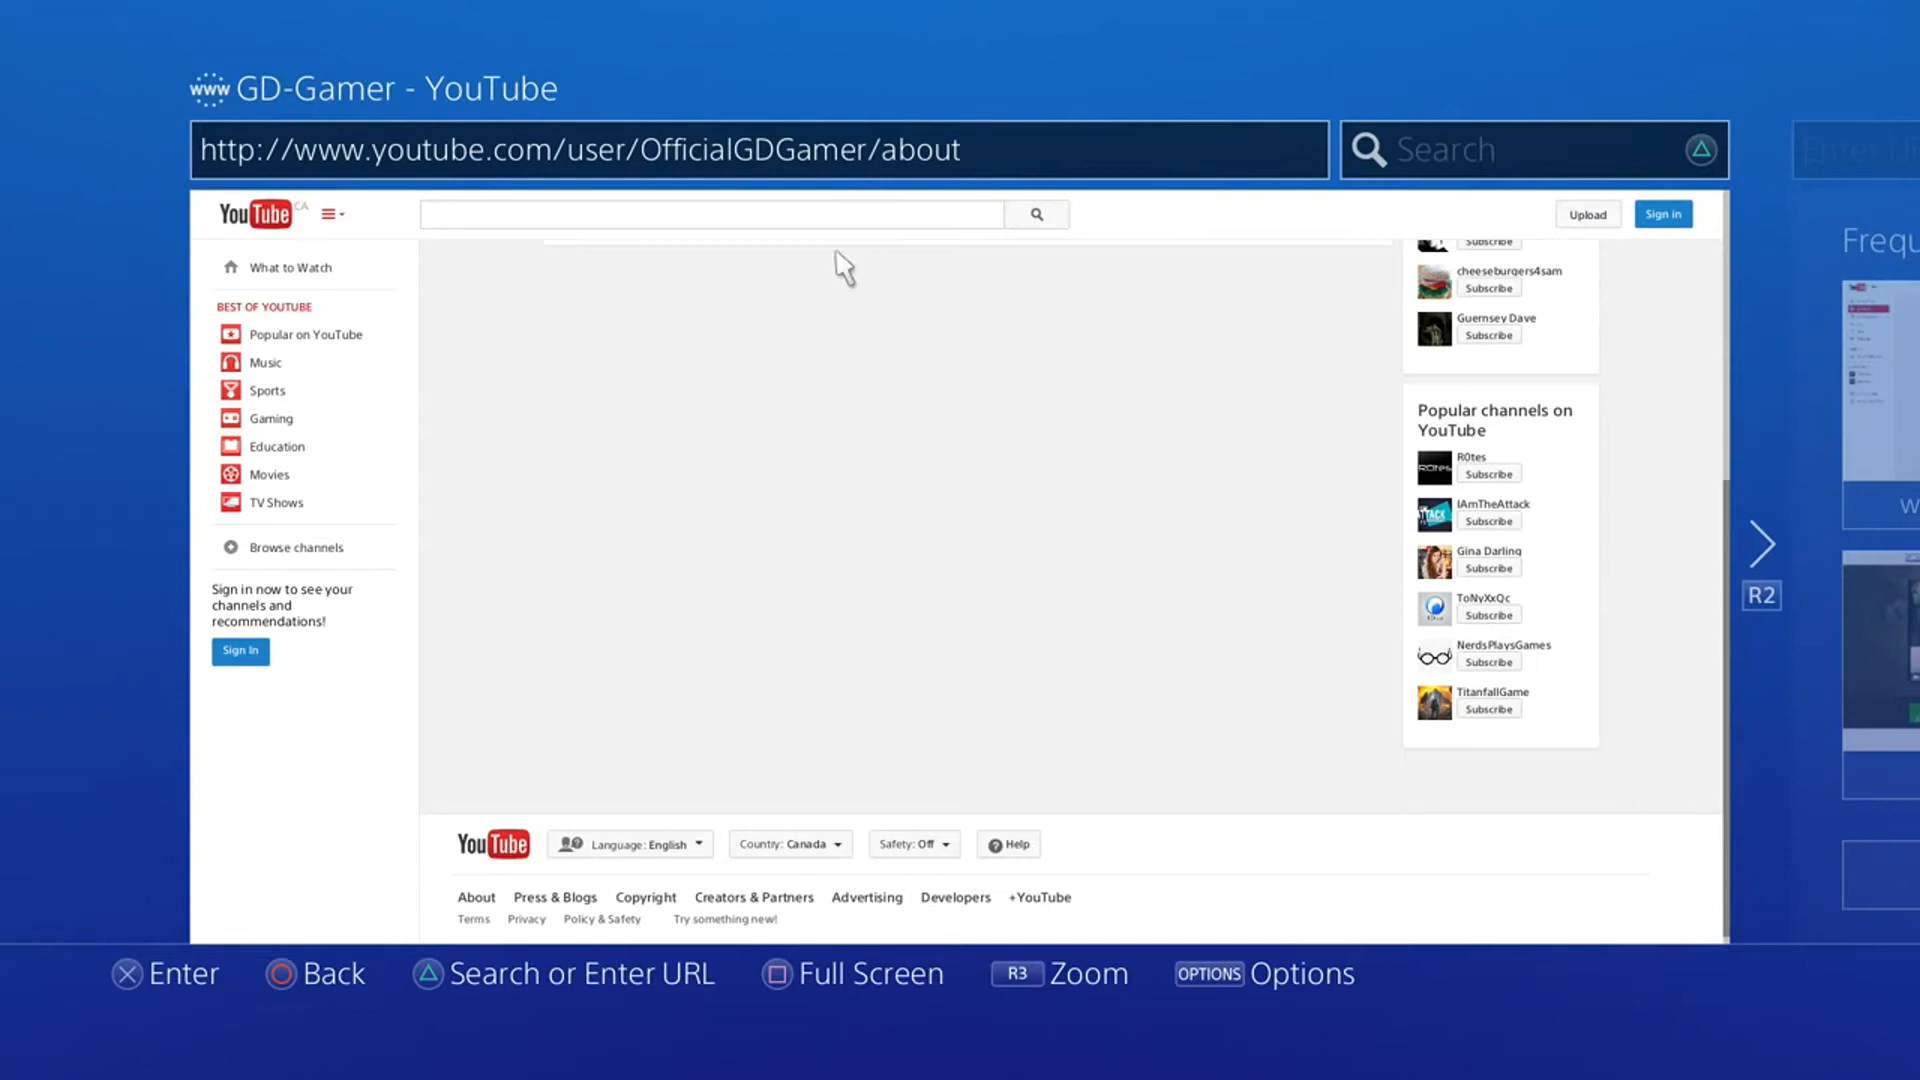 www GD-Gamer - YouTube
http://www.youtube.com/user/OfficialGDGamer/about
Search
YouTube CA
Upload
Sign in
What to Watch
BEST OF YOUTUBE
Popular on YouTube
Music
Sports
Gaming
Education
Movies
TV Shows
Browse channels
Sign in now to see your
channels and
recommendations!
Sign In
Subscribe
cheeseburgers4sam
Subscribe
Guernsey Dave
Subscribe
Popular channels on
YouTube
R0tes
Subscribe
IAmTheAttack
Subscribe
Gina Darling
Subscribe
ToNyXxQc
Subscribe
NerdsPlaysGames
Subscribe
TitanfallGame
Subscribe
R2
YouTube
Language: English
Country: Canada
Safety: Off
Help
About Press & Blogs Copyright Creators & Partners Advertising Developers +YouTube
Terms Privacy Policy & Safety Try something new!
Enter Back Search or Enter URL Full Screen R3 Zoom OPTIONS Options